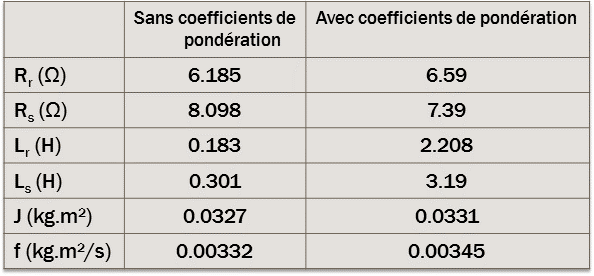 Sans coefficients de pondération Avec coefficients de pondération
Rr (Ω) 6.185 6.59
Rs (Ω) 8.098 7.39
Lr (H) 0.183 2.208
Ls (H) 0.301 3.19
J (kg.m²) 0.0327 0.0331
f (kg.m²/s) 0.00332 0.00345